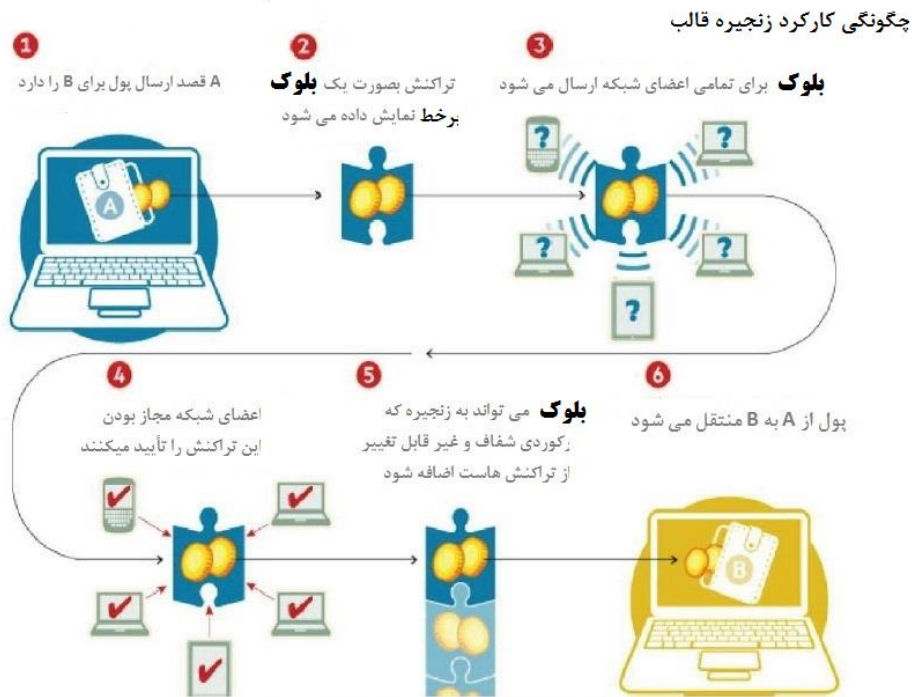 چگونگی کارکرد زنجیره قالب
1
A قصد ارسال پول برای B را دارد
2
تراکنش بصورت یک بلوک
برخط نمایش داده می شود
3
بلوک برای تمامی اعضای شبکه ارسال می شود
A
?
?
?
?
?
4
اعضای شبکه مجاز بودن
این تراکنش را تأیید میکنند
5
بلوک می تواند به زنجیره که
رکوردی شفاف و غیر قابل تغییر
از تراکنش هاست اضافه شود
6
پول از A به B منتقل می شود
B